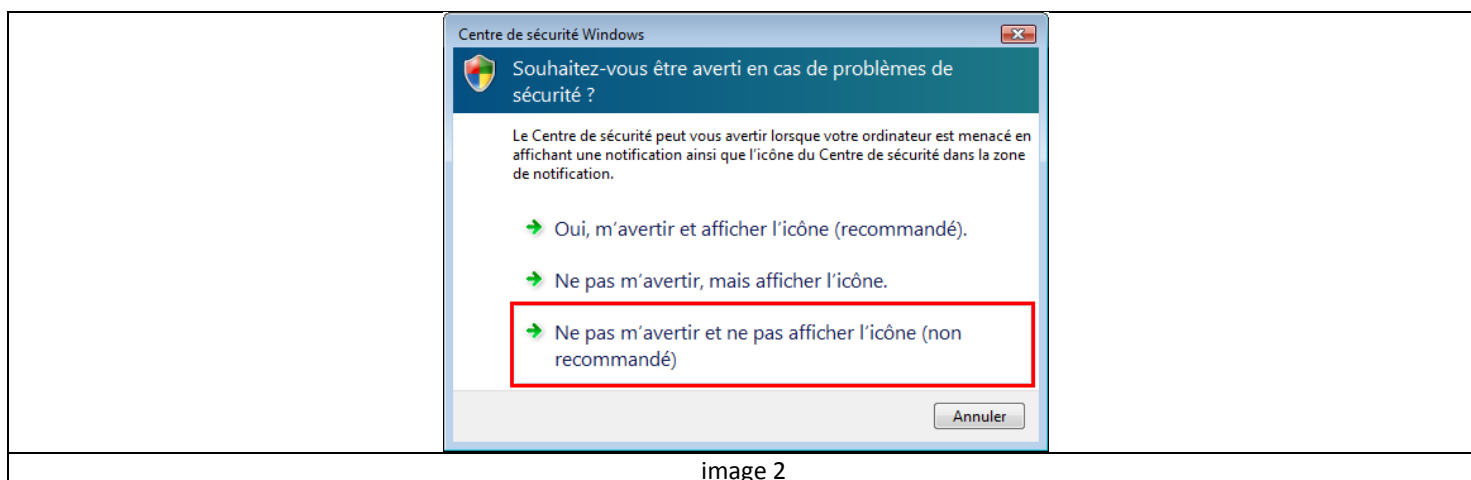 Centre de sécurité Windows
Souhaitez-vous être averti en cas de problèmes de
sécurité ?
Le Centre de sécurité peut vous avertir lorsque votre ordinateur est menacé en
affichant une notification ainsi que l'icône du Centre de sécurité dans la zone
de notification.
Oui, m'avertir et afficher l'icône (recommandé).
Ne pas m'avertir, mais afficher l'icône.
Ne pas m'avertir et ne pas afficher l'icône (non
recommandé)
Annuler
image 2